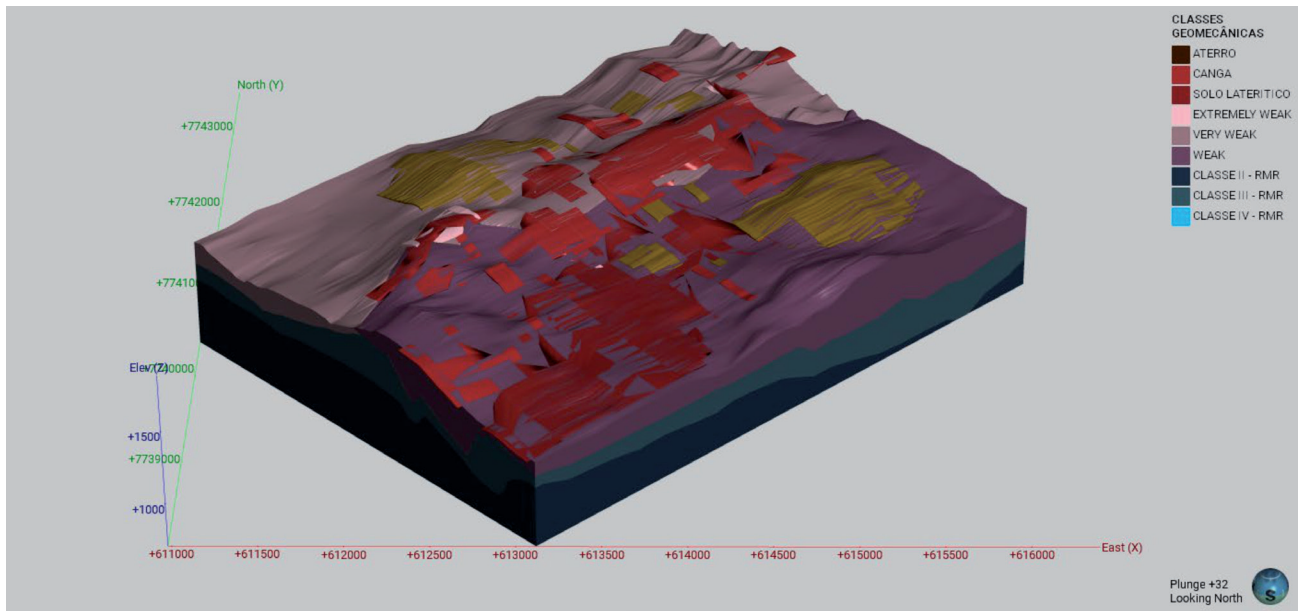 CLASSES
GEOMECÂNICAS
ATERRO
CANGA
SOLO LATERITICO
EXTREMELY WEAK
VERY WEAK
WEAK
CLASSE II - RMR
CLASSE III - RMR
CLASSE IV - RMR
North (Y)
+7743000
+7742000
+774100
Elev (Z)
+7740000
+1500
+7739000
+1000
+611000 +611500 +612000 +612500 +613000 +613500 +614000 +614500 +615000 +615500 +616000 East (X)
Plunge +32
Looking North
S